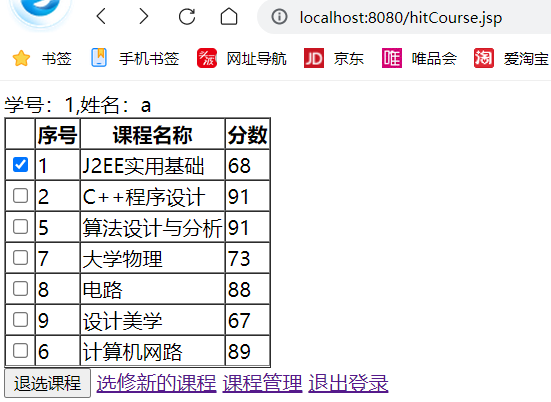 localhost:8080/hitCourse.jsp
书签 手机书签 网址导航 JD 京东 唯 唯品会 淘 爱淘宝
学号：1,姓名：a
序号 课程名称 分数
1 J2EE实用基础 68
2 C++程序设计 91
5 算法设计与分析 91
7 大学物理 73
8 电路 88
9 设计美学 67
6 计算机网路 89
退选课程 选修新的课程 课程管理 退出登录